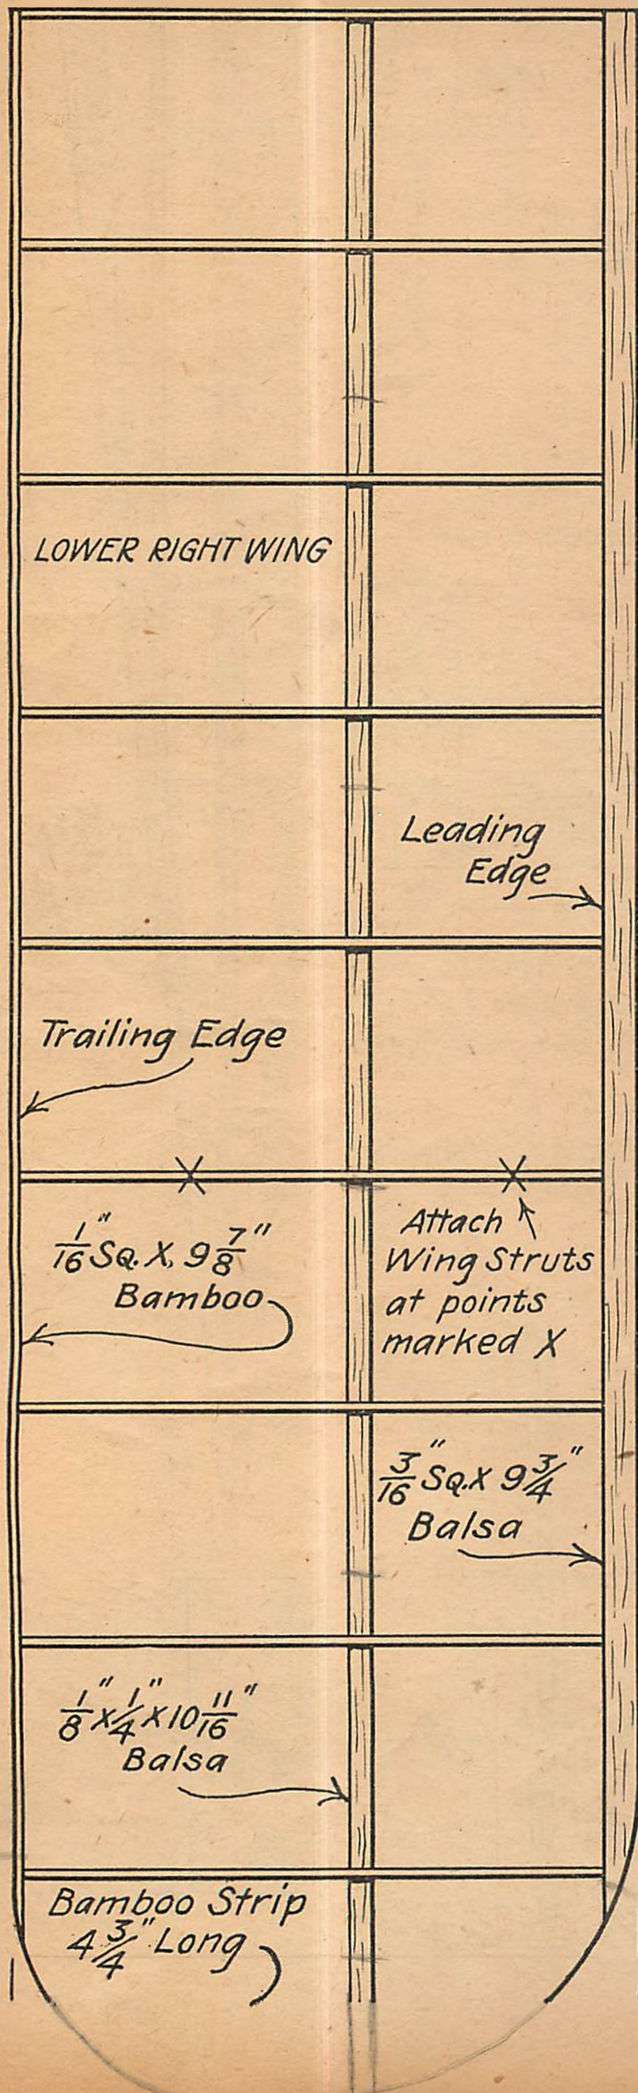 LOWER RIGHT WING
Leading
Edge
Trailing Edge
1/16" Sq. X, 9 7/8"
Bamboo
Attach
Wing Struts
at points
marked X
3/16" Sq. X 9 3/4"
Balsa
1/8" X 1/4" X 10 11/16"
Balsa
Bamboo Strip
4 3/4" Long